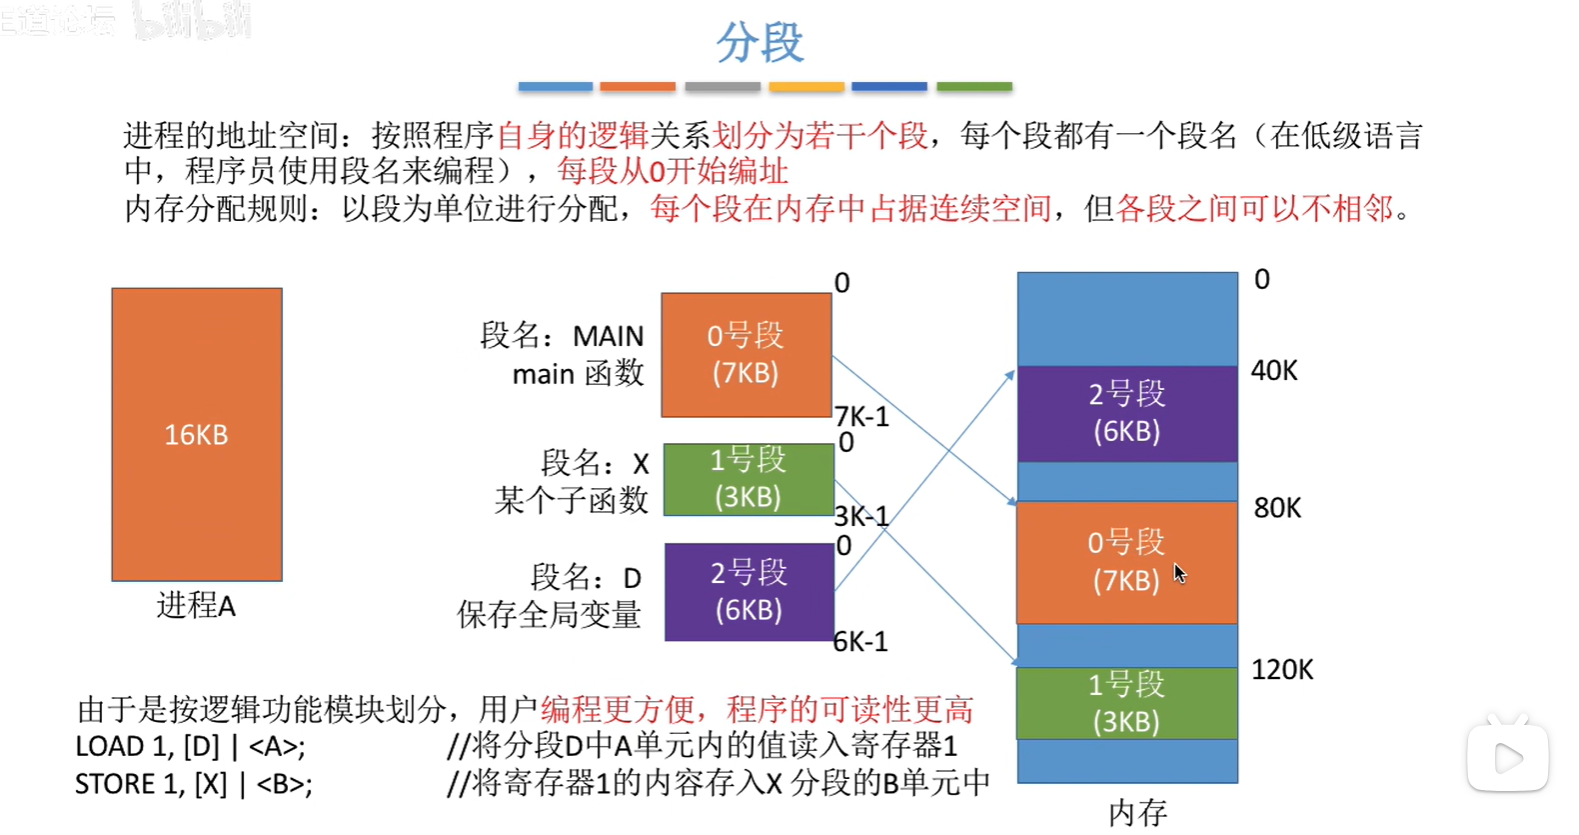 王道论坛 bilibili
分段
进程的地址空间：按照程序自身的逻辑关系划分为若干个段，每个段都有一个段名（在低级语言
中，程序员使用段名来编程），每段从0开始编址
内存分配规则：以段为单位进行分配，每个段在内存中占据连续空间，但各段之间可以不相邻。
16KB
进程A
段名：MAIN
main 函数
0号段
(7KB)
0
7K-1
段名：X
某个子函数
1号段
(3KB)
0
3K-1
段名：D
保存全局变量
2号段
(6KB)
0
6K-1
0
2号段
(6KB)
40K
0号段
(7KB)
80K
1号段
(3KB)
120K
内存
由于是按逻辑功能模块划分，用户编程更方便，程序的可读性更高
LOAD 1, [D] | <A>; //将分段D中A单元内的值读入寄存器1
STORE 1, [X] | <B>; //将寄存器1的内容存入X 分段的B单元中